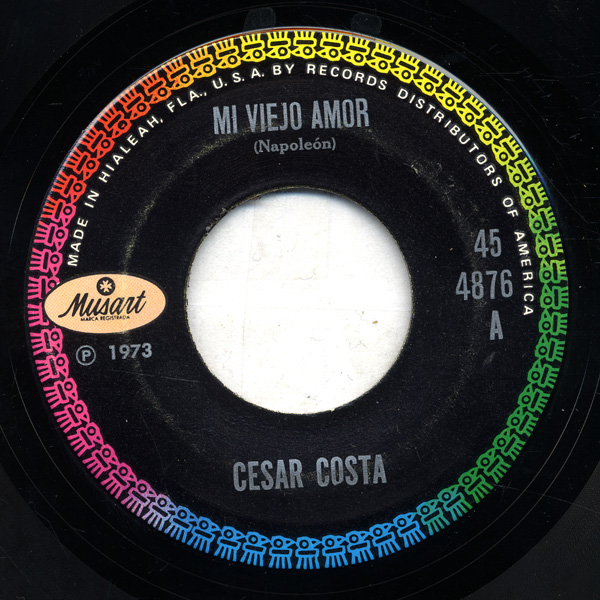 MADE IN HIALEAH, FLA., U.S.A. BY RECORDS DISTRIBUTORS OF AMERICA
MI VIEJO AMOR
(Napoleón)
45
4876
A
Musart
MARCA REGISTRADA
℗ 1973
CESAR COSTA